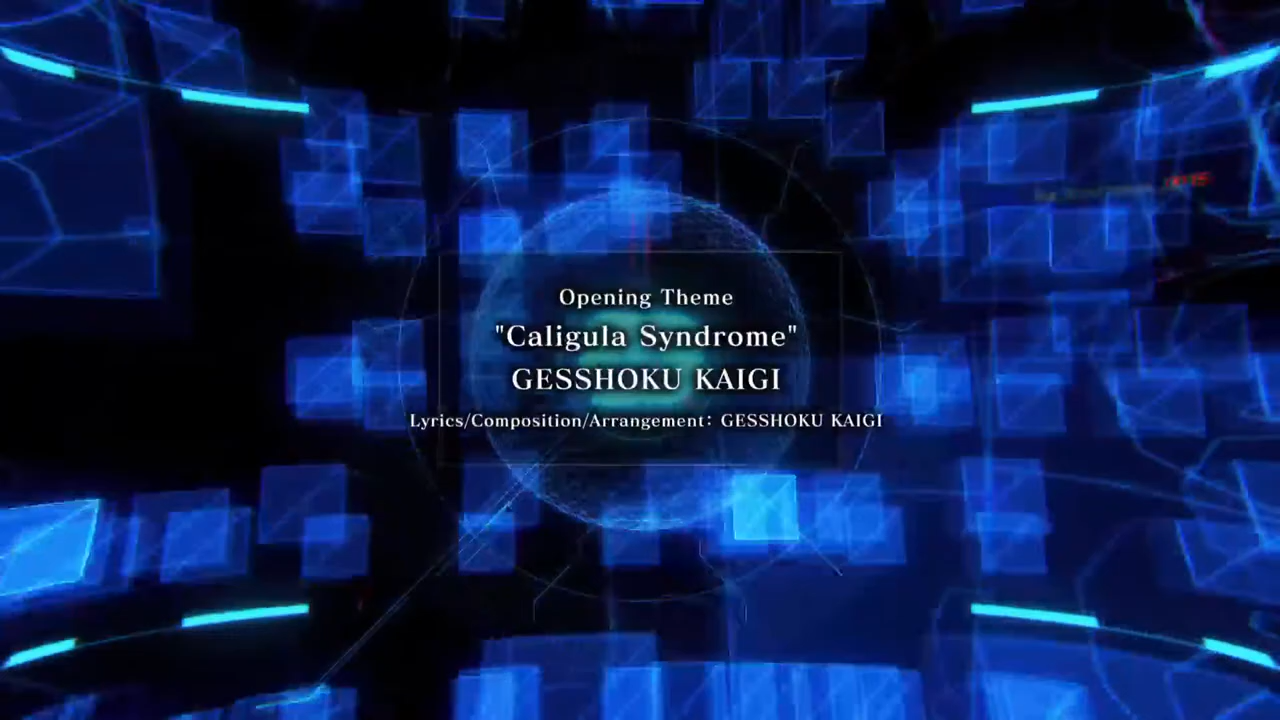 Opening Theme
"Caligula Syndrome"
GESSHOKU KAIGI
Lyrics/Composition/Arrangement: GESSHOKU KAIGI